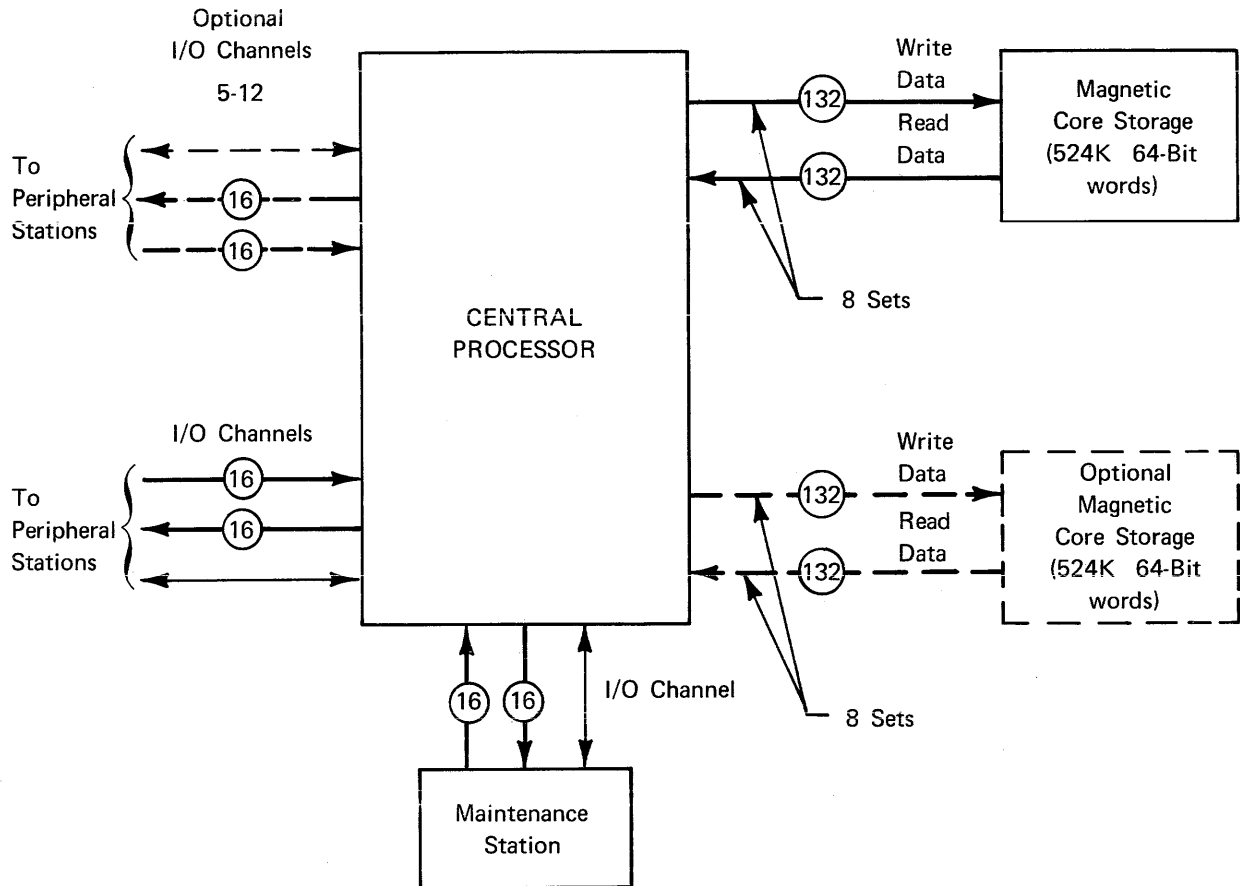 Optional
I/O Channels
5-12
To
Peripheral
Stations
16
16
I/O Channels
To
Peripheral
Stations
16
16
CENTRAL
PROCESSOR
Write
Data
132
Read
Data
132
8 Sets
Magnetic
Core Storage
(524K 64-Bit
words)
Write
Data
132
Read
Data
132
8 Sets
Optional
Magnetic
Core Storage
(524K 64-Bit
words)
16
16
I/O Channel
Maintenance
Station